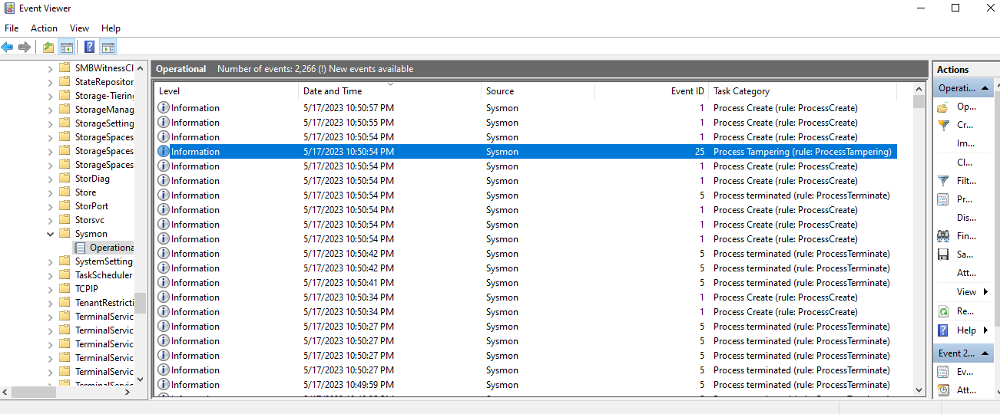 Event Viewer
File Action View Help
SMBWitnessCl
StateRepositor
Storage-Tiering
StorageManag
StorageSetting
StorageSpaces
StorageSpaces
StorageSpaces
StorDiag
Store
StorPort
Storsvc
Sysmon
Operationa
SystemSettings
TaskScheduler
TCPIP
TenantRestricti
TerminalServic
TerminalServic
TerminalServic
TerminalServic
TerminalServic
TerminalServic
Operational Number of events: 2,266 (!) New events available
Level Date and Time Source Event ID Task Category
Information 5/17/2023 10:50:57 PM Sysmon 1 Process Create (rule: ProcessCreate)
Information 5/17/2023 10:50:55 PM Sysmon 1 Process Create (rule: ProcessCreate)
Information 5/17/2023 10:50:54 PM Sysmon 1 Process Create (rule: ProcessCreate)
Information 5/17/2023 10:50:54 PM Sysmon 25 Process Tampering (rule: ProcessTampering)
Information 5/17/2023 10:50:54 PM Sysmon 1 Process Create (rule: ProcessCreate)
Information 5/17/2023 10:50:54 PM Sysmon 1 Process Create (rule: ProcessCreate)
Information 5/17/2023 10:50:54 PM Sysmon 5 Process terminated (rule: ProcessTerminate)
Information 5/17/2023 10:50:54 PM Sysmon 1 Process Create (rule: ProcessCreate)
Information 5/17/2023 10:50:54 PM Sysmon 1 Process Create (rule: ProcessCreate)
Information 5/17/2023 10:50:54 PM Sysmon 1 Process Create (rule: ProcessCreate)
Information 5/17/2023 10:50:42 PM Sysmon 5 Process terminated (rule: ProcessTerminate)
Information 5/17/2023 10:50:42 PM Sysmon 5 Process terminated (rule: ProcessTerminate)
Information 5/17/2023 10:50:41 PM Sysmon 5 Process terminated (rule: ProcessTerminate)
Information 5/17/2023 10:50:34 PM Sysmon 1 Process Create (rule: ProcessCreate)
Information 5/17/2023 10:50:34 PM Sysmon 1 Process Create (rule: ProcessCreate)
Information 5/17/2023 10:50:27 PM Sysmon 5 Process terminated (rule: ProcessTerminate)
Information 5/17/2023 10:50:27 PM Sysmon 5 Process terminated (rule: ProcessTerminate)
Information 5/17/2023 10:50:27 PM Sysmon 5 Process terminated (rule: ProcessTerminate)
Information 5/17/2023 10:50:27 PM Sysmon 5 Process terminated (rule: ProcessTerminate)
Information 5/17/2023 10:49:59 PM Sysmon 5 Process terminated (rule: ProcessTerminate)
Actions
Operati...
Op...
Cr...
Im...
Cl...
Filt...
Pr...
Dis...
Fin...
Sa...
Att...
View
Re...
Help
Event 2...
Ev...
Att...